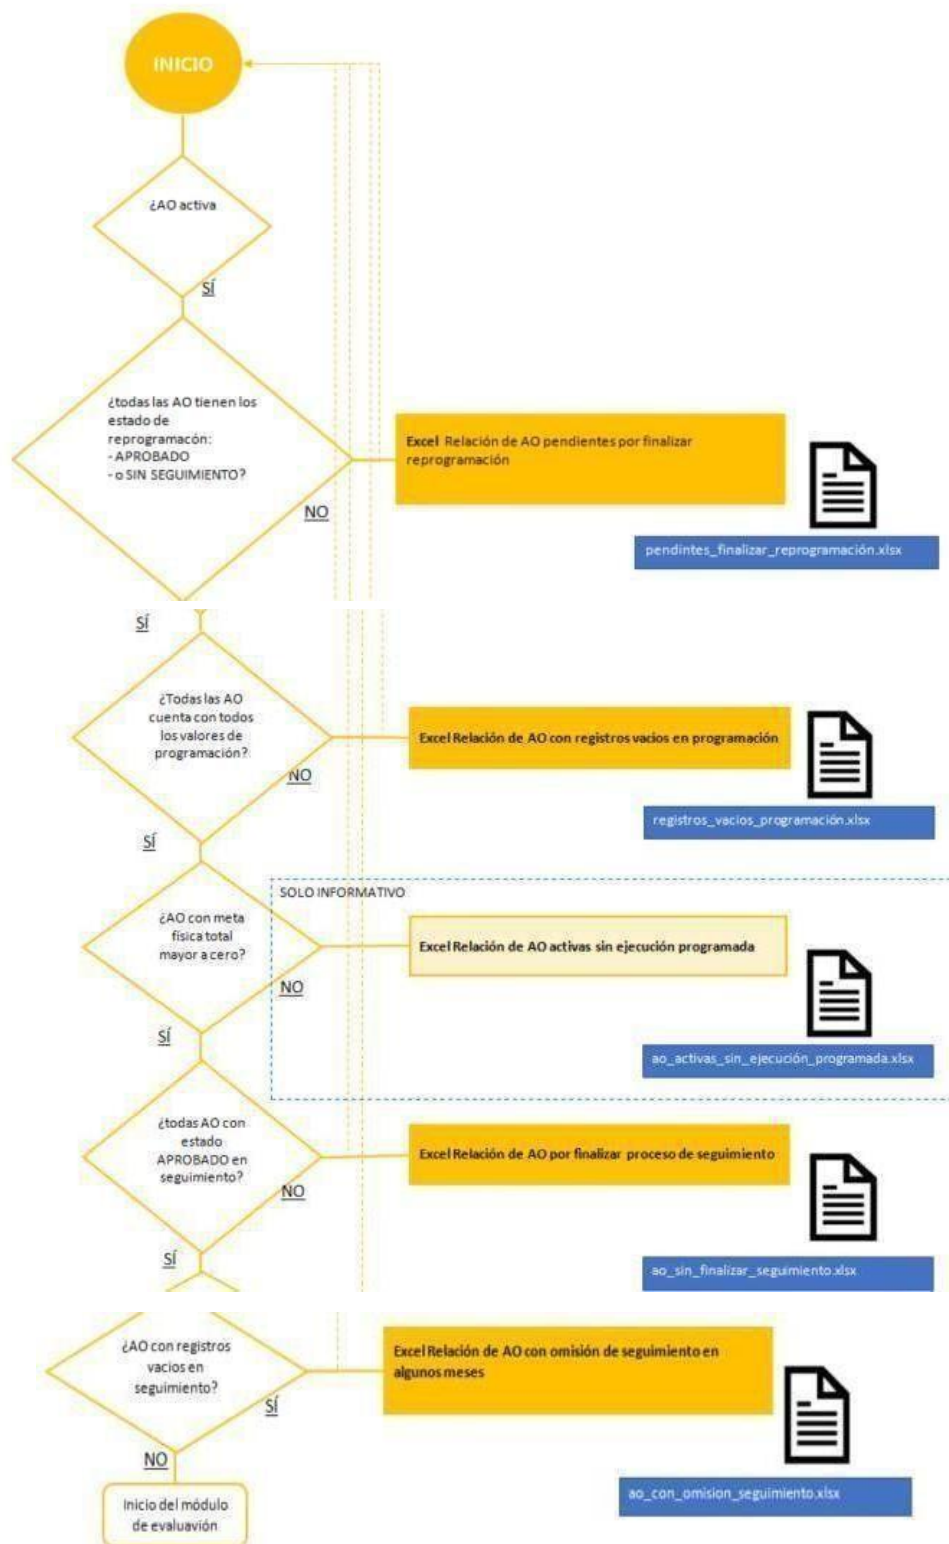 INICIO
¿AO activa
SÍ
¿todas las AO tienen los
estado de
reprogramacón:
- APROBADO
- o SIN SEGUIMIENTO?
Excel Relación de AO pendientes por finalizar
reprogramación
NO
pendintes_finalizar_reprogramación.xlsx
SÍ
¿Todas las AO
cuenta con todos
los valores de
programación?
Excel Relación de AO con registros vacios en programación
NO
registros_vacios_programación.xlsx
SÍ
SOLO INFORMATIVO
¿AO con meta
física total
mayor a cero?
Excel Relación de AO activas sin ejecución programada
NO
SÍ
ao_activas_sin_ejecución_programada.xlsx
¿todas AO con
estado
APROBADO en
seguimiento?
Excel Relación de AO por finalizar proceso de seguimiento
NO
SÍ
ao_sin_finalizar_seguimiento.xlsx
¿AO con registros
vacios en
seguimiento?
Excel Relación de AO con omisión de seguimiento en
algunos meses
SÍ
NO
ao_con_omision_seguimiento.xlsx
Inicio del módulo
de evaluavión